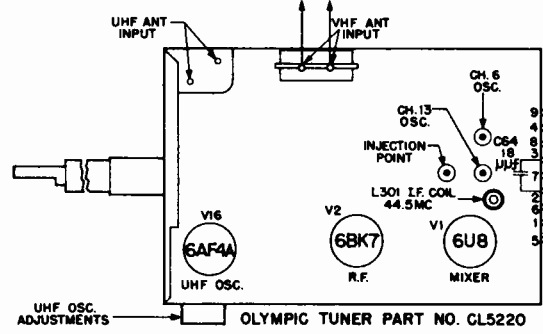 UHF ANT
INPUT
VHF ANT
INPUT
CH. 6
OSC.
CH. 13
OSC.
INJECTION
POINT
C64
18
µµf
9
4
8
3
7
2
6
1
5
L301 I.F. COIL
44.5MC
V16
6AF4A
UHF OSC.
V2
6BK7
R.F.
V1
6U8
MIXER
UHF OSC.
ADJUSTMENTS
OLYMPIC TUNER PART NO. CL5220